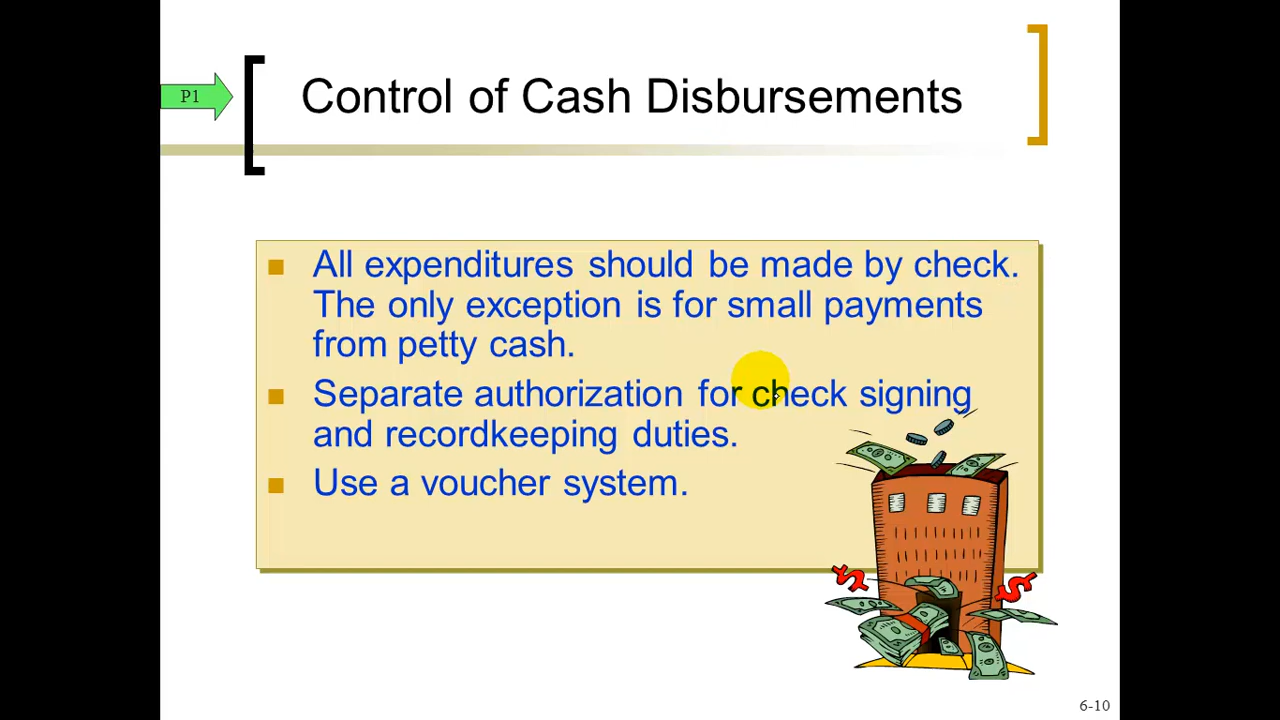 P1
Control of Cash Disbursements
All expenditures should be made by check.
The only exception is for small payments
from petty cash.
Separate authorization for check signing
and recordkeeping duties.
Use a voucher system.
$ $
6-10